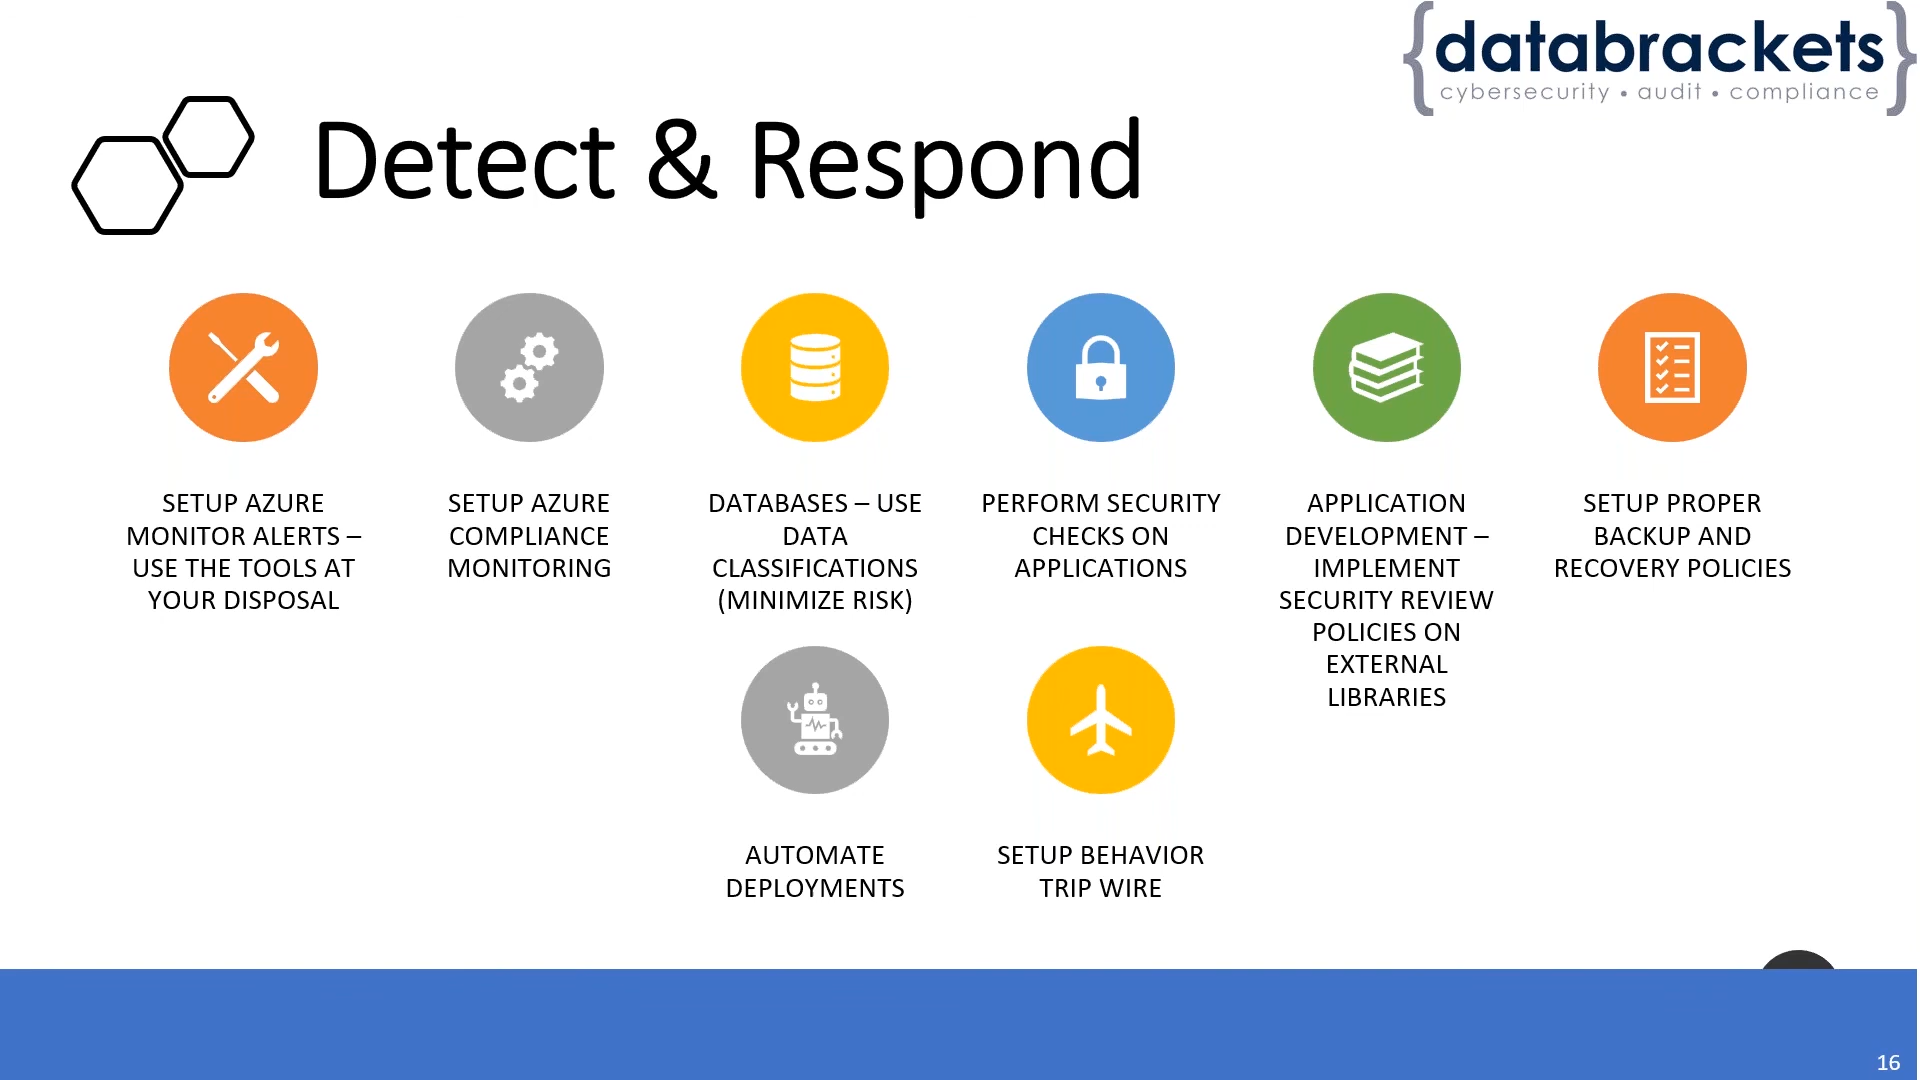 {databrackets}
cybersecurity • audit • compliance
Detect & Respond
SETUP AZURE
MONITOR ALERTS –
USE THE TOOLS AT
YOUR DISPOSAL
SETUP AZURE
COMPLIANCE
MONITORING
DATABASES – USE
DATA
CLASSIFICATIONS
(MINIMIZE RISK)
PERFORM SECURITY
CHECKS ON
APPLICATIONS
APPLICATION
DEVELOPMENT –
IMPLEMENT
SECURITY REVIEW
POLICIES ON
EXTERNAL
LIBRARIES
SETUP PROPER
BACKUP AND
RECOVERY POLICIES
AUTOMATE
DEPLOYMENTS
SETUP BEHAVIOR
TRIP WIRE
16